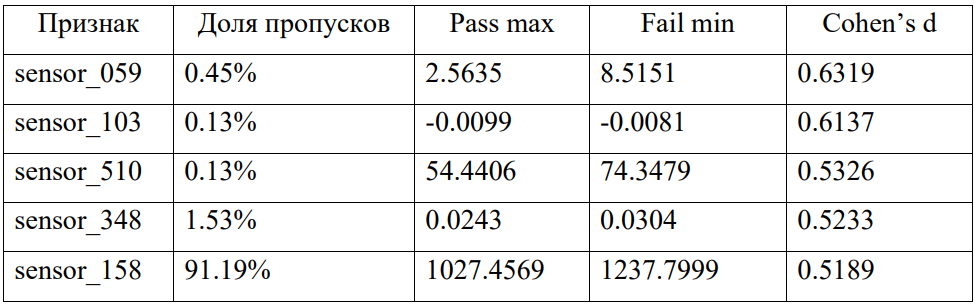 Признак Доля пропусков Pass max Fail min Cohen’s d
sensor_059 0.45% 2.5635 8.5151 0.6319
sensor_103 0.13% -0.0099 -0.0081 0.6137
sensor_510 0.13% 54.4406 74.3479 0.5326
sensor_348 1.53% 0.0243 0.0304 0.5233
sensor_158 91.19% 1027.4569 1237.7999 0.5189